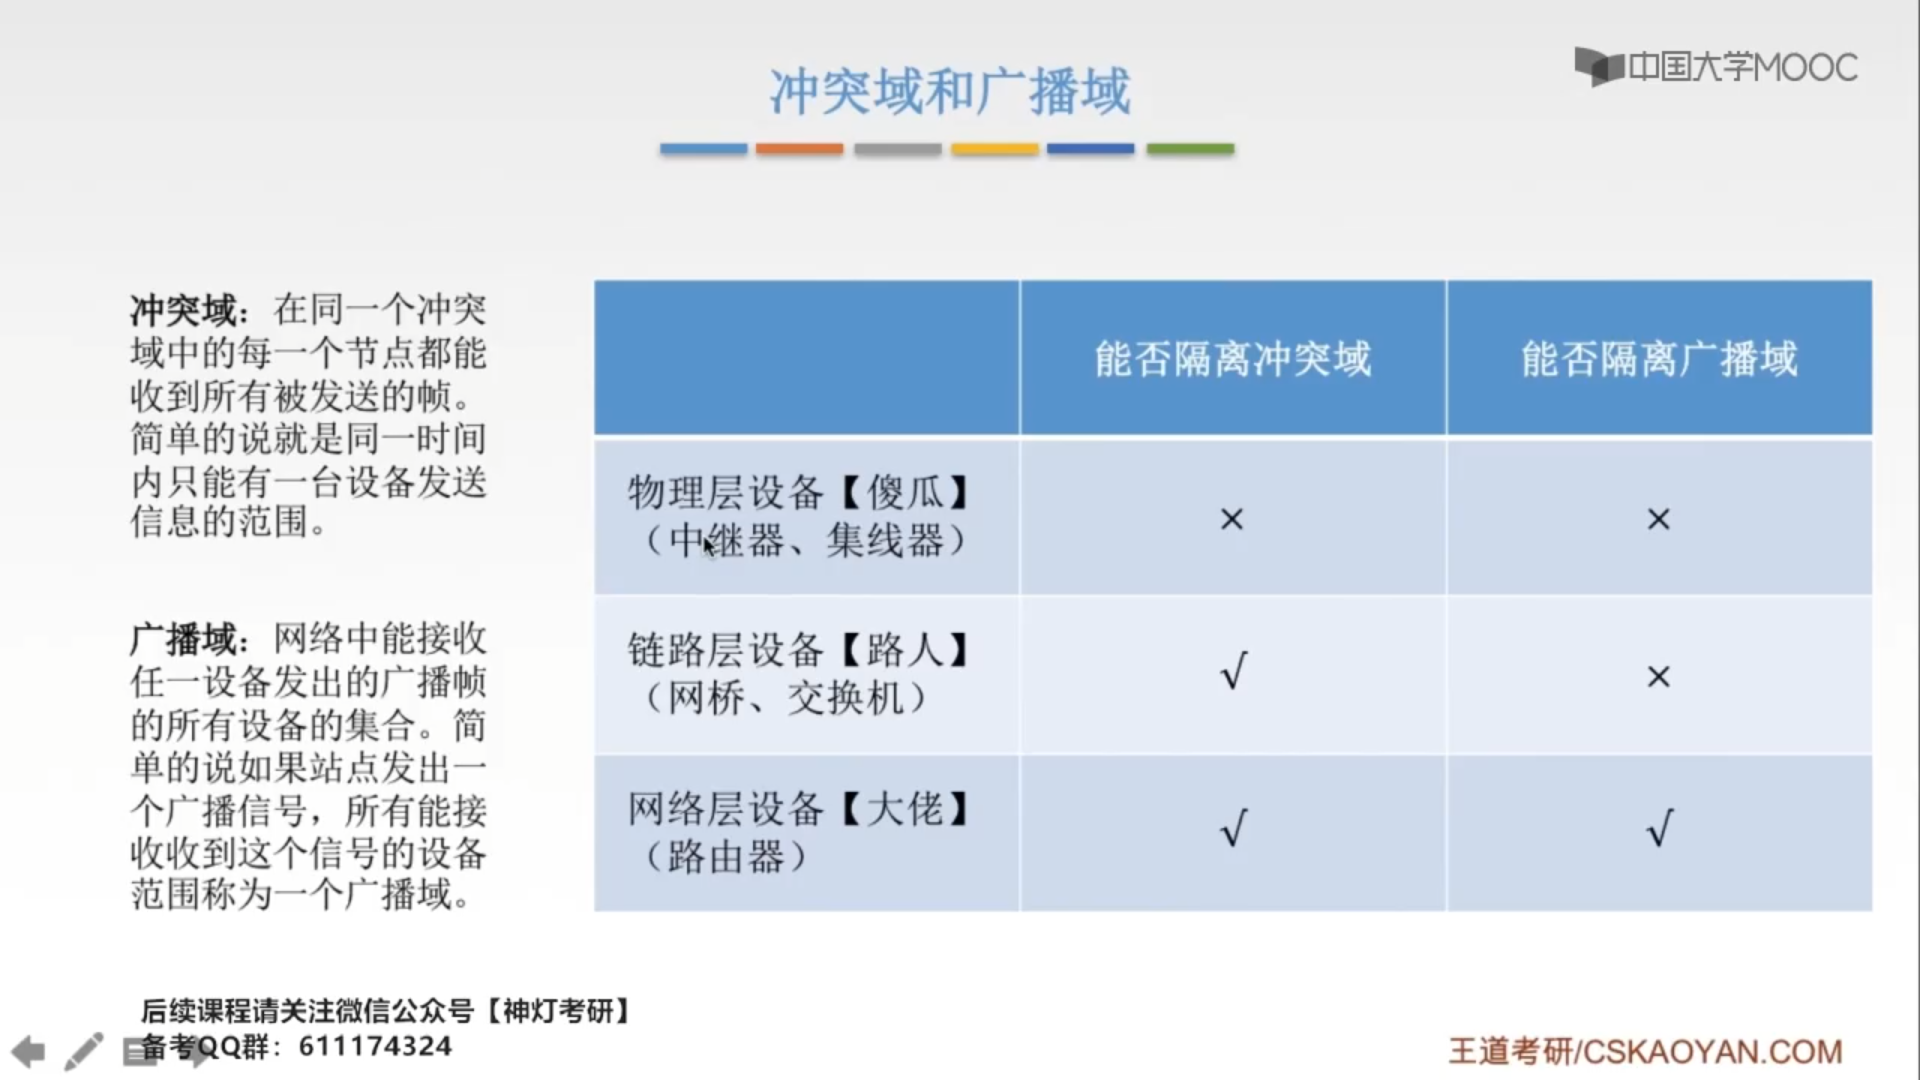 中国大学MOOC
冲突域和广播域
冲突域：在同一个冲突
域中的每一个节点都能
收到所有被发送的帧。
简单的说就是同一时间
内只能有一台设备发送
信息的范围。
广播域：网络中能接收
任一设备发出的广播帧
的所有设备的集合。简
单的说如果站点发出一
个广播信号，所有能接
收收到这个信号的设备
范围称为一个广播域。
能否隔离冲突域
能否隔离广播域
物理层设备【傻瓜】
（中继器、集线器）
×
×
链路层设备【路人】
（网桥、交换机）
√
×
网络层设备【大佬】
（路由器）
√
√
后续课程请关注微信公众号【神灯考研】
备考QQ群：611174324
王道考研/CSKAOYAN.COM